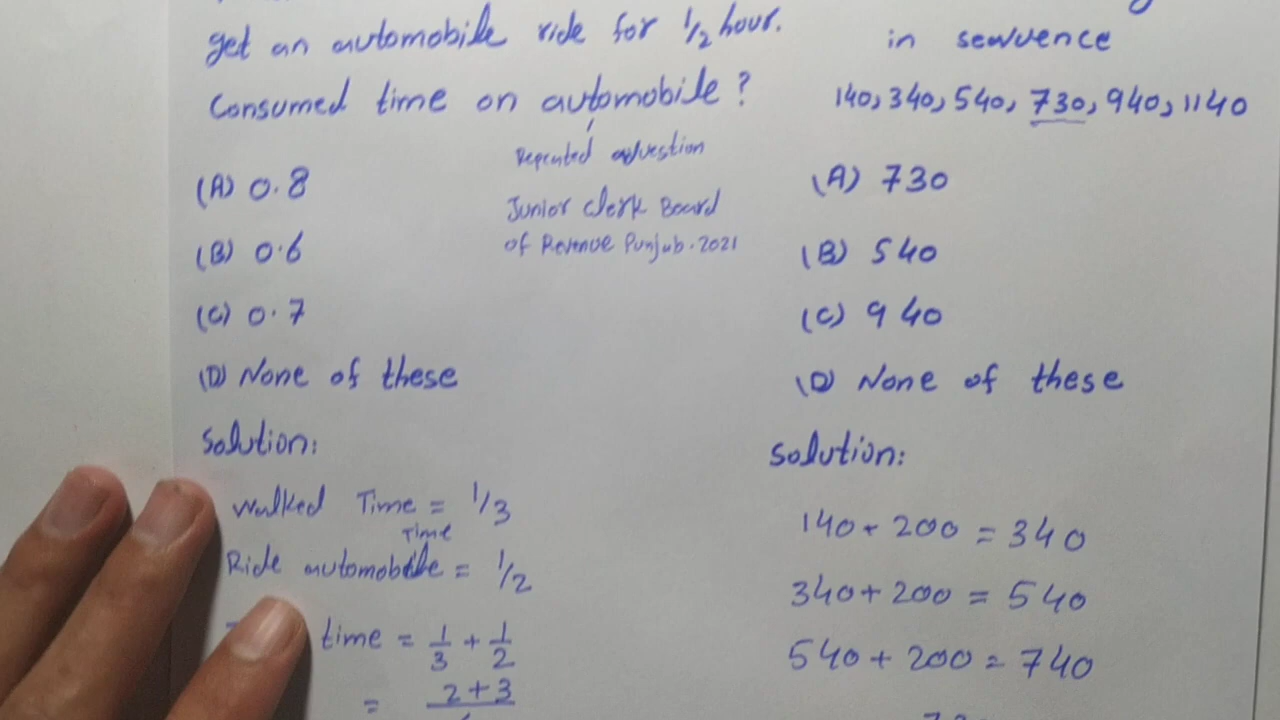 get an automobile ride for 1/2 hour.
Consumed time on automobile?
Repeated question
Junior Clerk Board
of Revenue Punjab. 2021
(A) 0.8
(B) 0.6
(C) 0.7
(D) None of these
Solution:
Walked Time = 1/3
Time
Ride automobile = 1/2
time = 1/3 + 1/2
= 2+3
in sequence
140, 340, 540, 730, 940, 1140
(A) 730
(B) 540
(C) 940
(D) None of these
Solution:
140 + 200 = 340
340 + 200 = 540
540 + 200 = 740